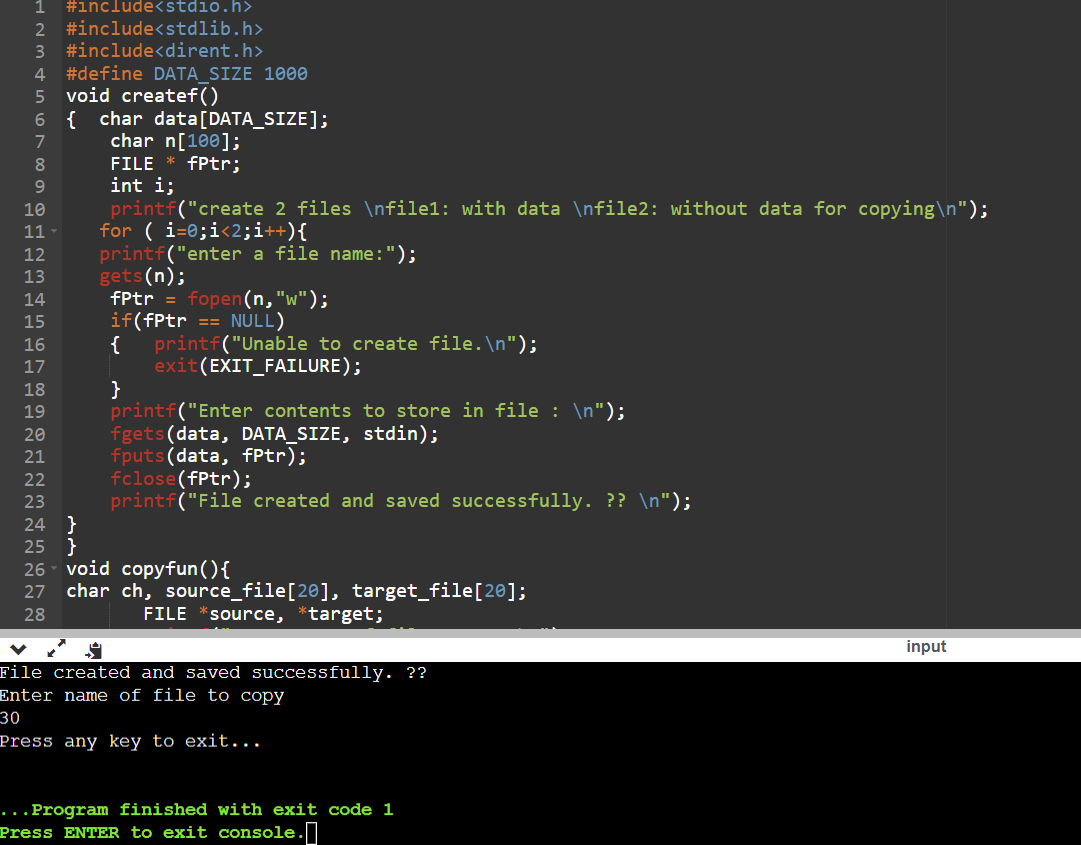 1 #include<stdio.h>
2 #include<stdlib.h>
3 #include<dirent.h>
4 #define DATA_SIZE 1000
5 void createf()
6 {  char data[DATA_SIZE];
7     char n[100];
8     FILE * fPtr;
9     int i;
10     printf("create 2 files \nfile1: with data \nfile2: without data for copying\n");
11    for ( i=0;i<2;i++){
12    printf("enter a file name:");
13    gets(n);
14     fPtr = fopen(n,"w");
15     if(fPtr == NULL)
16     {   printf("Unable to create file.\n");
17         exit(EXIT_FAILURE);
18     }
19     printf("Enter contents to store in file : \n");
20     fgets(data, DATA_SIZE, stdin);
21     fputs(data, fPtr);
22     fclose(fPtr);
23     printf("File created and saved successfully. ?? \n");
24 }
25 }
26 void copyfun(){
27 char ch, source_file[20], target_file[20];
28        FILE *source, *target;
input
File created and saved successfully. ??
Enter name of file to copy
30
Press any key to exit...
...Program finished with exit code 1
Press ENTER to exit console.